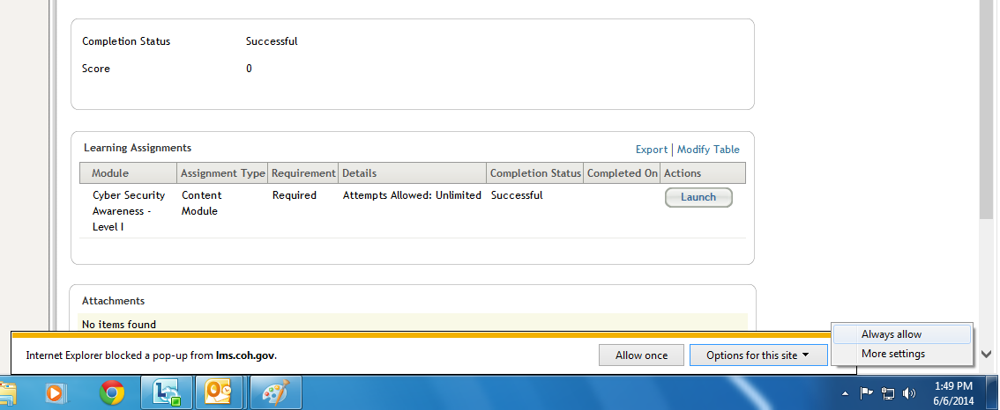 Completion Status Successful
Score 0
Learning Assignments Export | Modify Table
Module Assignment Type Requirement Details Completion Status Completed On Actions
Cyber Security Content Required Attempts Allowed: Unlimited Successful Launch
Awareness - Module
Level I
Attachments
No items found
Internet Explorer blocked a pop-up from lms.coh.gov. Allow once Options for this site
Always allow
More settings
1:49 PM
6/6/2014